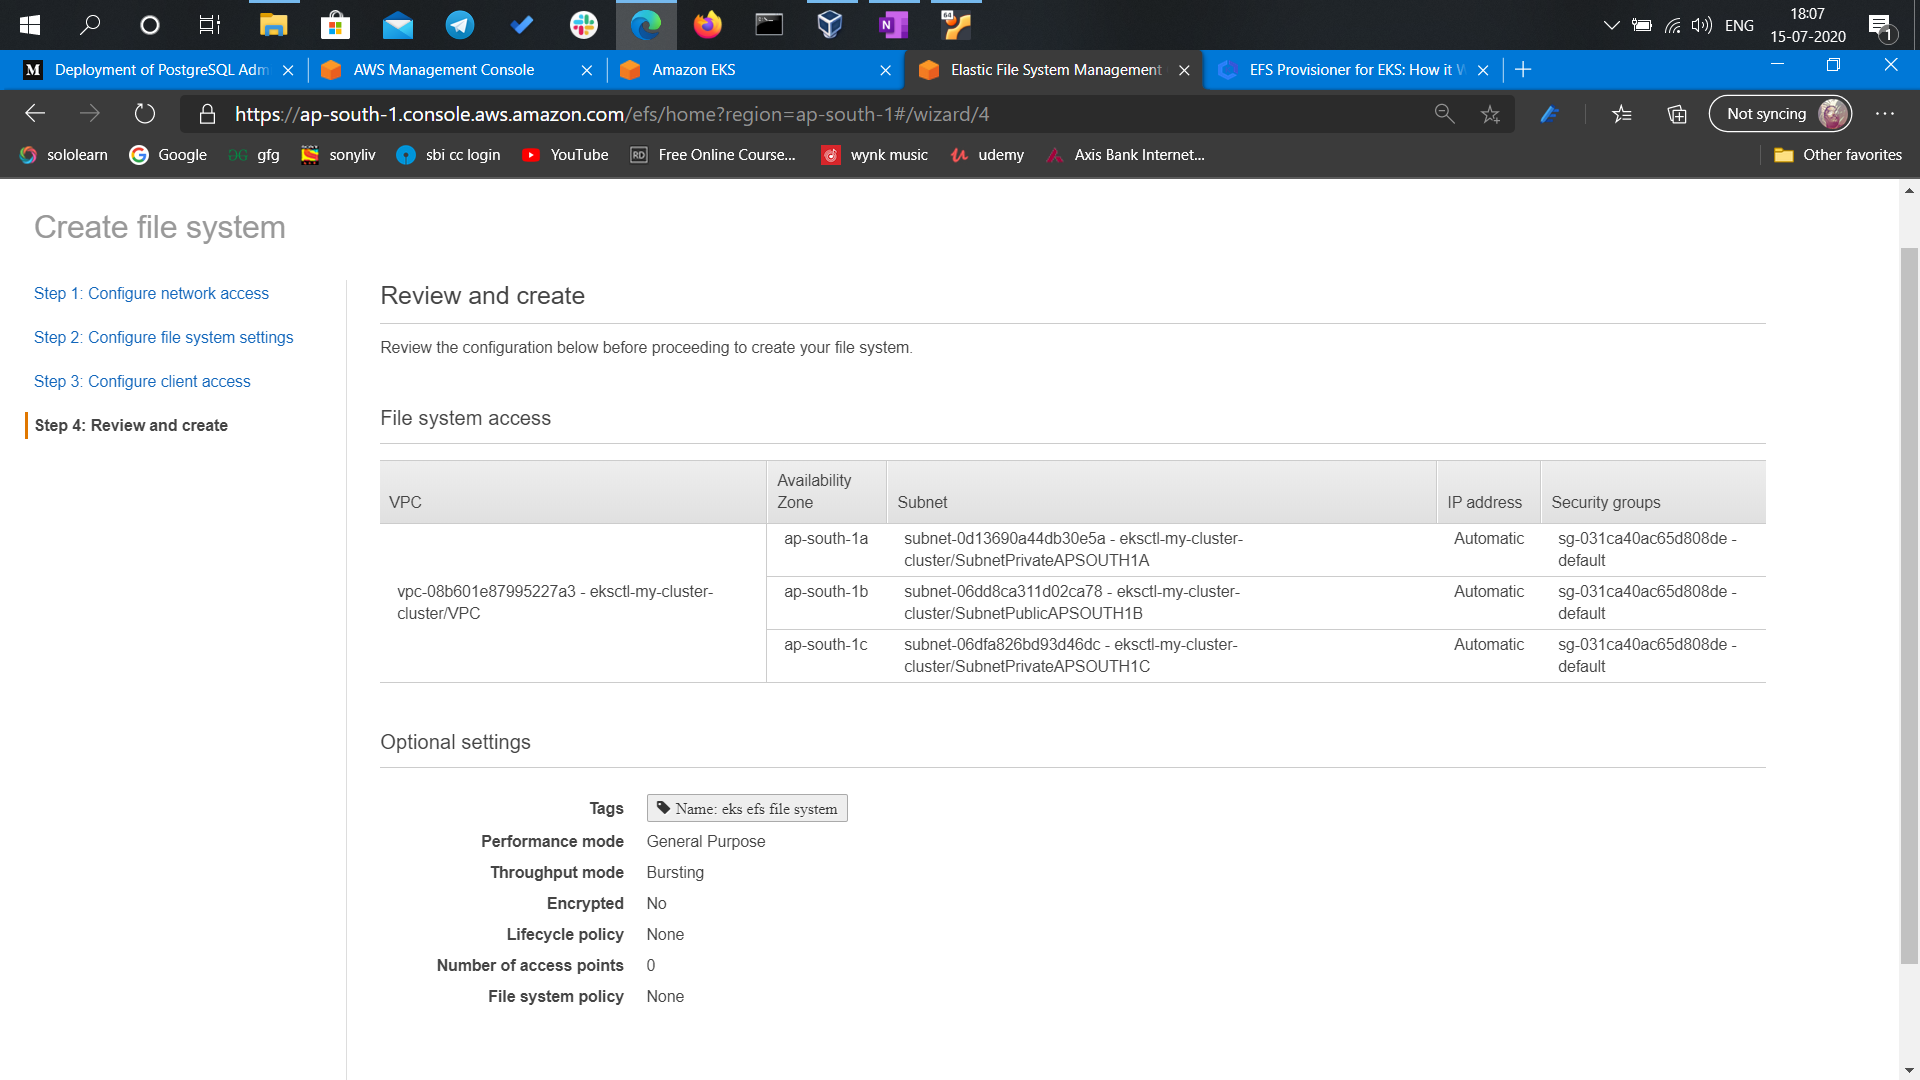 ENG
18:07
15-07-2020
1
Deployment of PostgreSQL Adm
AWS Management Console
Amazon EKS
Elastic File System Management
EFS Provisioner for EKS: How it W
https://ap-south-1.console.aws.amazon.com/efs/home?region=ap-south-1#/wizard/4
Not syncing
sololearn
Google
gfg
sonyliv
sbi cc login
YouTube
RD
Free Online Course...
wynk music
udemy
Axis Bank Internet...
Other favorites
Create file system
Step 1: Configure network access
Step 2: Configure file system settings
Step 3: Configure client access
Step 4: Review and create
Review and create
Review the configuration below before proceeding to create your file system.
File system access
VPC
Availability
Zone
Subnet
IP address
Security groups
vpc-08b601e87995227a3 - eksctl-my-cluster-
cluster/VPC
ap-south-1a
subnet-0d13690a44db30e5a - eksctl-my-cluster-
cluster/SubnetPrivateAPSOUTH1A
Automatic
sg-031ca40ac65d808de -
default
ap-south-1b
subnet-06dd8ca311d02ca78 - eksctl-my-cluster-
cluster/SubnetPublicAPSOUTH1B
Automatic
sg-031ca40ac65d808de -
default
ap-south-1c
subnet-06dfa826bd93d46dc - eksctl-my-cluster-
cluster/SubnetPrivateAPSOUTH1C
Automatic
sg-031ca40ac65d808de -
default
Optional settings
Tags
Name: eks efs file system
Performance mode
General Purpose
Throughput mode
Bursting
Encrypted
No
Lifecycle policy
None
Number of access points
0
File system policy
None